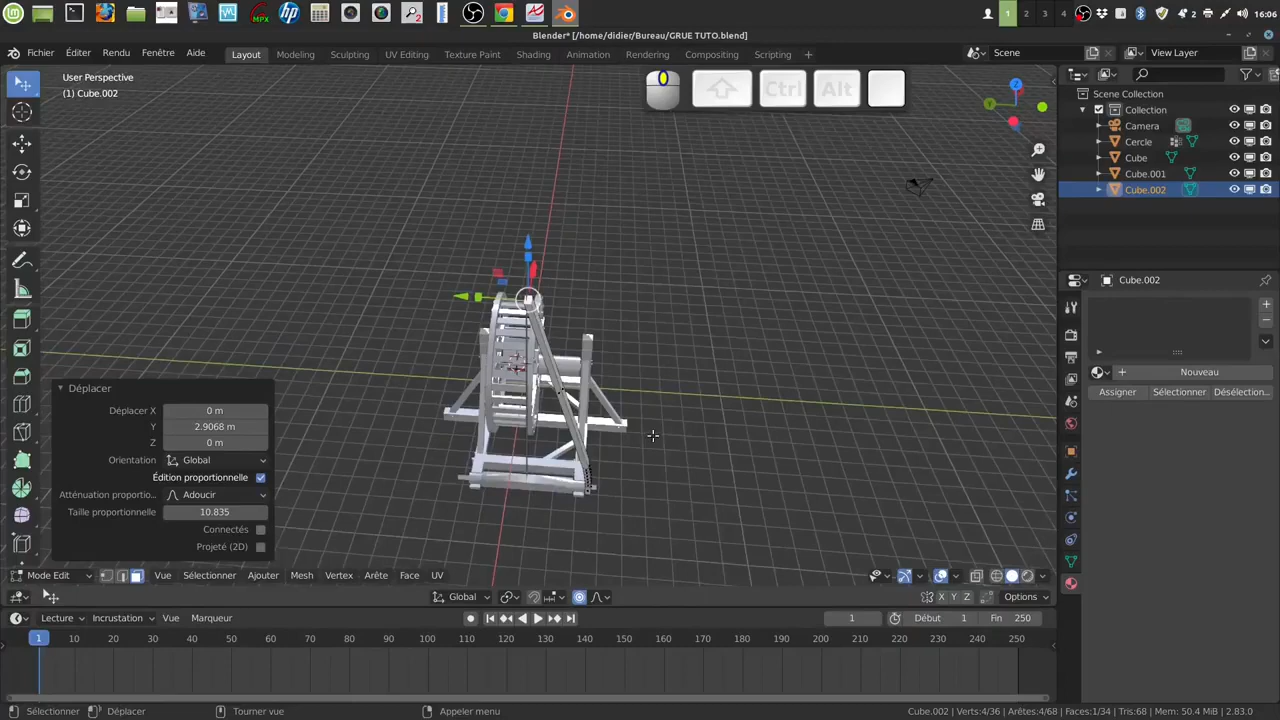 1 2 3 4 16:06
Blender* [/home/didier/Bureau/GRUE TUTO.blend]
Fichier Éditer Rendu Fenêtre Aide Layout Modeling Sculpting UV Editing Texture Paint Shading Animation Rendering Compositing Scripting + Scene View Layer
User Perspective
(1) Cube.002
Ctrl Alt
Z
Y
Scene Collection
Collection
Camera
Cercle
Cube
Cube.001
Cube.002
Cube.002
Nouveau
Assigner Sélectionner Désélection...
Déplacer
Déplacer X 0 m
Y 2.9068 m
Z 0 m
Orientation Global
Édition proportionnelle
Atténuation proportio... Adoucir
Taille proportionnelle 10.835
Connectés
Projeté (2D)
Mode Edit Vue Sélectionner Ajouter Mesh Vertex Arête Face UV
Global X Y Z Options
Lecture Incrustation Vue Marqueur 1 Début 1 Fin 250
1 10 20 30 40 50 60 70 80 90 100 110 120 130 140 150 160 170 180 190 200 210 220 230 240 250
Sélectionner Déplacer Tourner vue Appeler menu Cube.002 | Verts:4/36 | Arêtes:4/68 | Faces:1/34 | Tris:68 | Mem: 50.4 MiB | 2.83.0